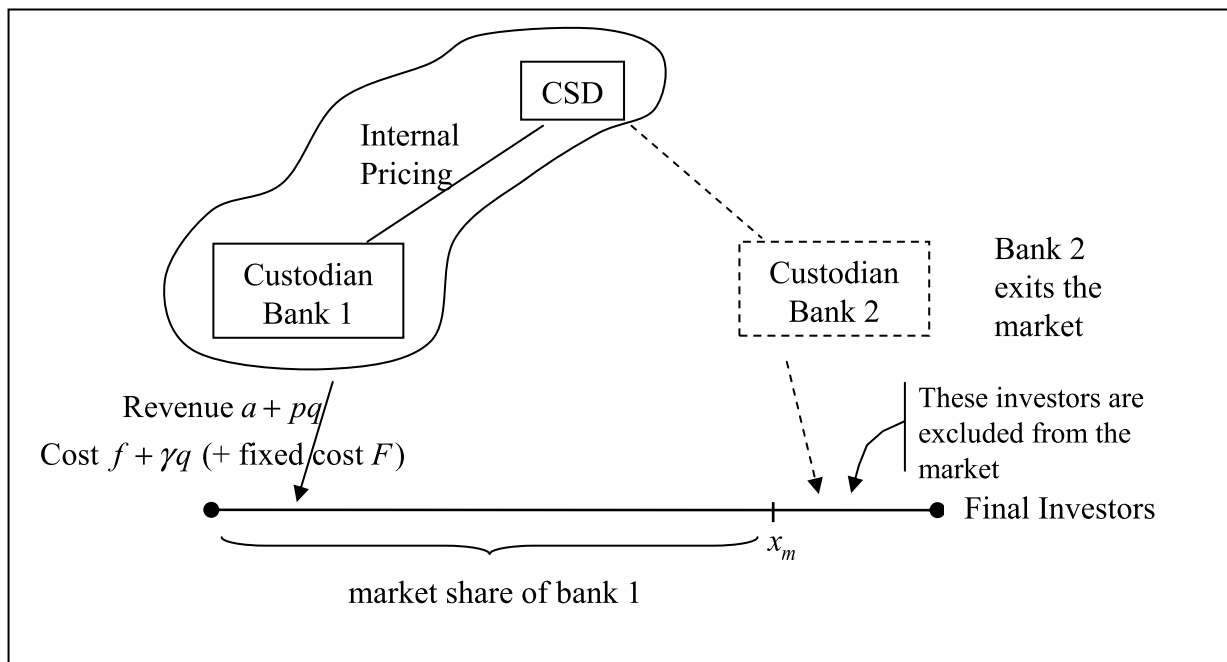 CSD
Internal
Pricing
Custodian
Bank 1
Custodian
Bank 2
Bank 2
exits the
market
Revenue a + pq
Cost f + γq (+ fixed cost F)
These investors are
excluded from the
market
Final Investors
x_m
market share of bank 1